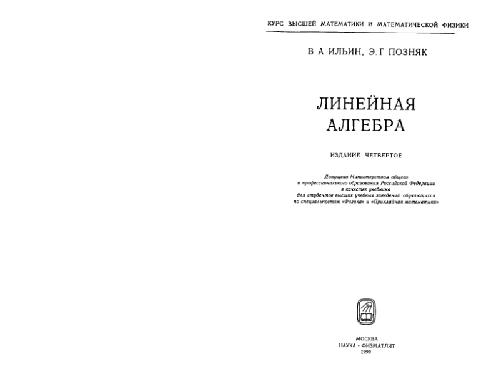 КУРС ВЫСШЕЙ МАТЕМАТИКИ И МАТЕМАТИЧЕСКОЙ ФИЗИКИ
В А ИЛЬИН, Э. Г ПОЗНЯК
ЛИНЕЙНАЯ
АЛГЕБРА
ИЗДАНИЕ ЧЕТВЕРТОЕ
Допущено Министерством общего
и профессионального образования Российской Федерации
в качестве учебника
для студентов высших учебных заведений обучающихся
по специальностям «Физика» и «Прикладная математика»
МОСКВА
НАУКА • ФИЗМАТЛИТ